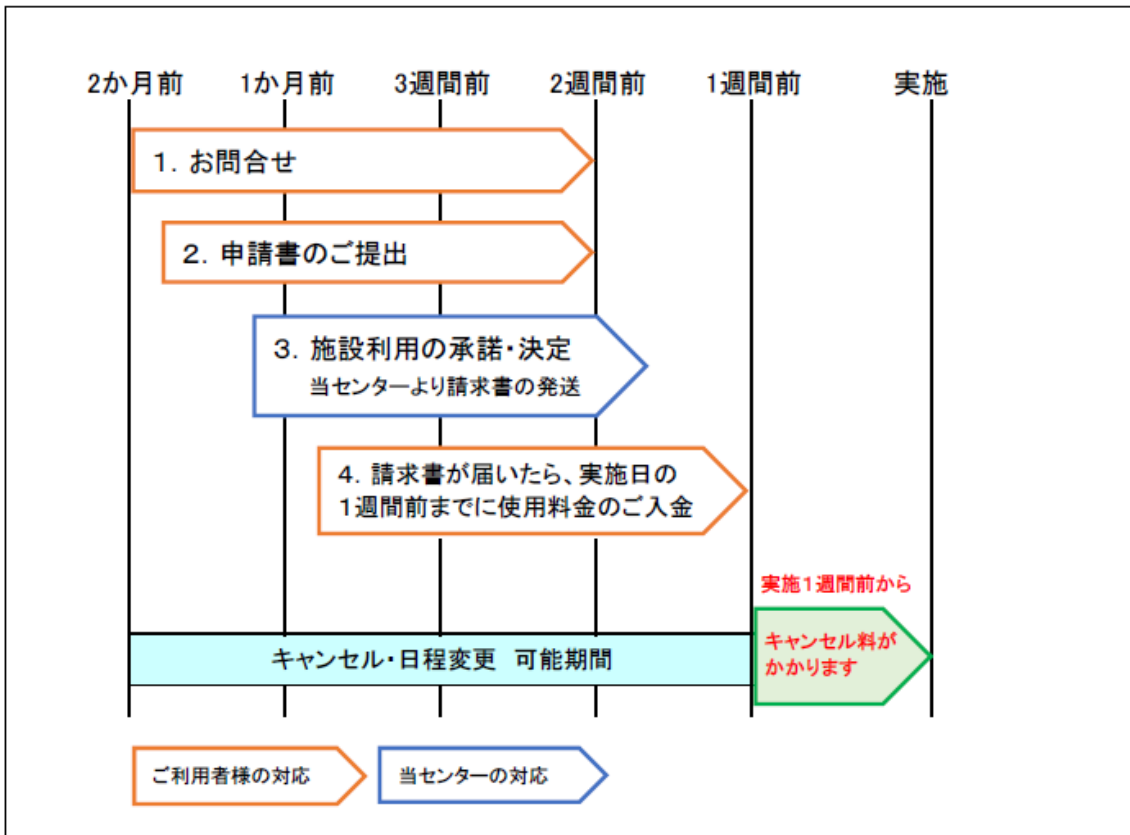 2か月前 1か月前 3週間前 2週間前 1週間前 実施
1．お問合せ
2．申請書のご提出
3．施設利用の承諾・決定
当センターより請求書の発送
4．請求書が届いたら、実施日の
1週間前までに使用料金のご入金
実施1週間前から
キャンセル料が
かかります
キャンセル・日程変更 可能期間
ご利用者様の対応
当センターの対応